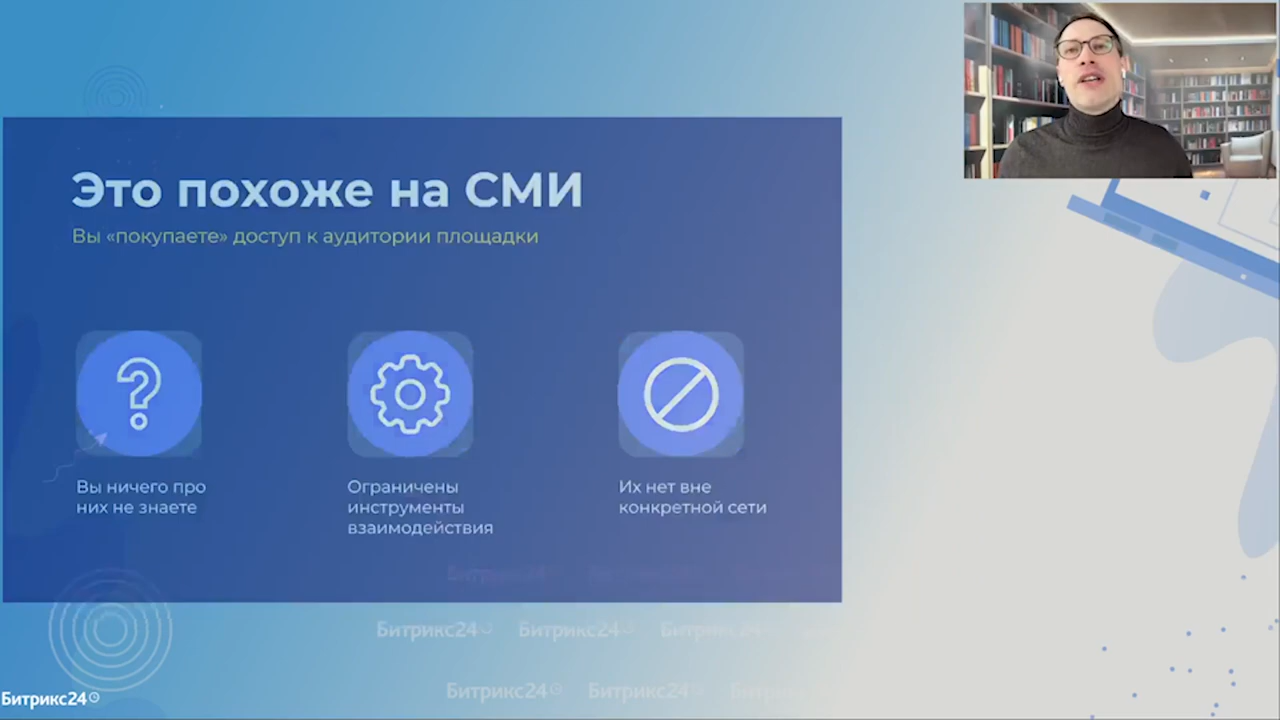 Это похоже на СМИ
Вы «покупаете» доступ к аудитории площадки
Вы ничего про
них не знаете
Ограничены
инструменты
взаимодействия
Их нет вне
конкретной сети
Битрикс24 Битрикс24 Битрикс24
Битрикс24 Битрикс24
Битрикс24